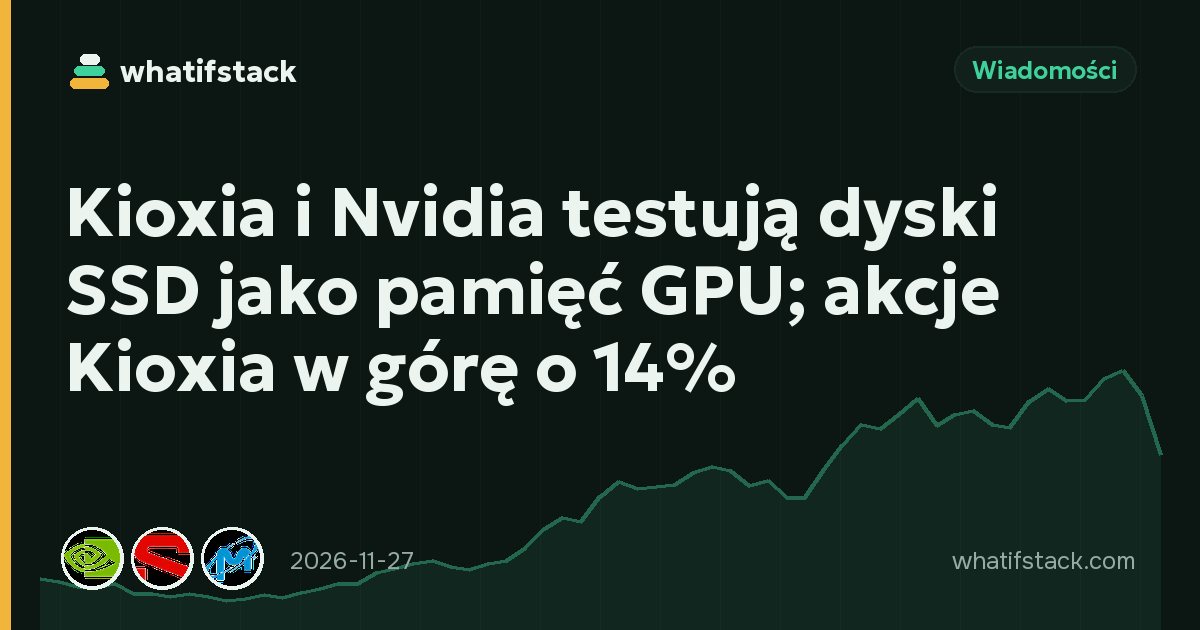 whatifstack
Wiadomości
Kioxia i Nvidia testują dyski
SSD jako pamięć GPU; akcje
Kioxia w górę o 14%
2026-11-27
whatifstack.com